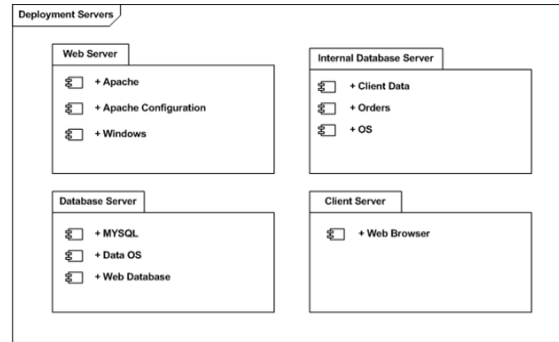 Deployment Servers
Web Server
+ Apache
+ Apache Configuration
+ Windows
Internal Database Server
+ Client Data
+ Orders
+ OS
Database Server
+ MYSQL
+ Data OS
+ Web Database
Client Server
+ Web Browser